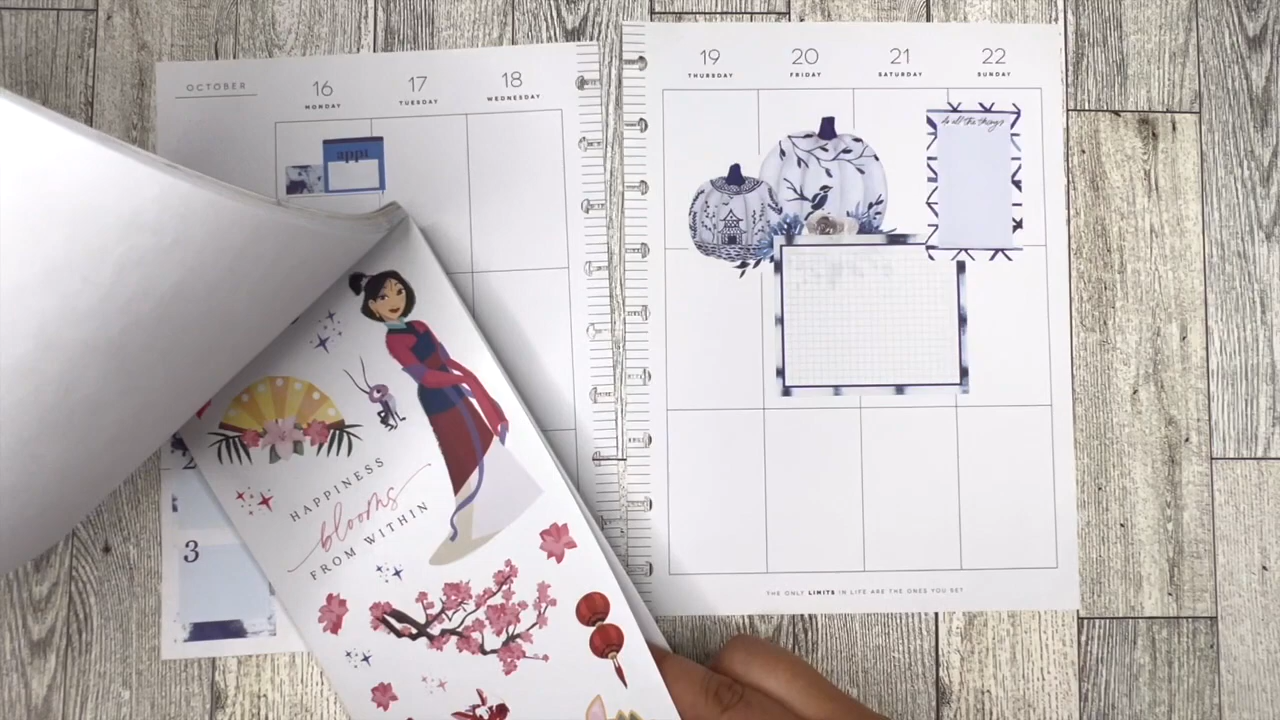 OCTOBER
16
MONDAY
17
TUESDAY
18
WEDNESDAY
19
THURSDAY
20
FRIDAY
21
SATURDAY
22
SUNDAY
appt
do all the things
HAPPINESS
blooms
FROM WITHIN
2
3
THE ONLY LIMITS IN LIFE ARE THE ONES YOU SET